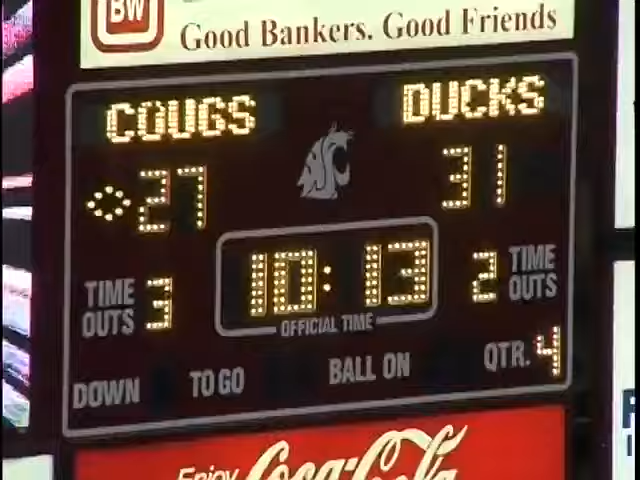 BW
Good Bankers. Good Friends
COUGS DUCKS
27 31
TIME OUTS 3 10:13 2 TIME OUTS
OFFICIAL TIME
DOWN TO GO BALL ON QTR. 4
Enjoy Coca-Cola